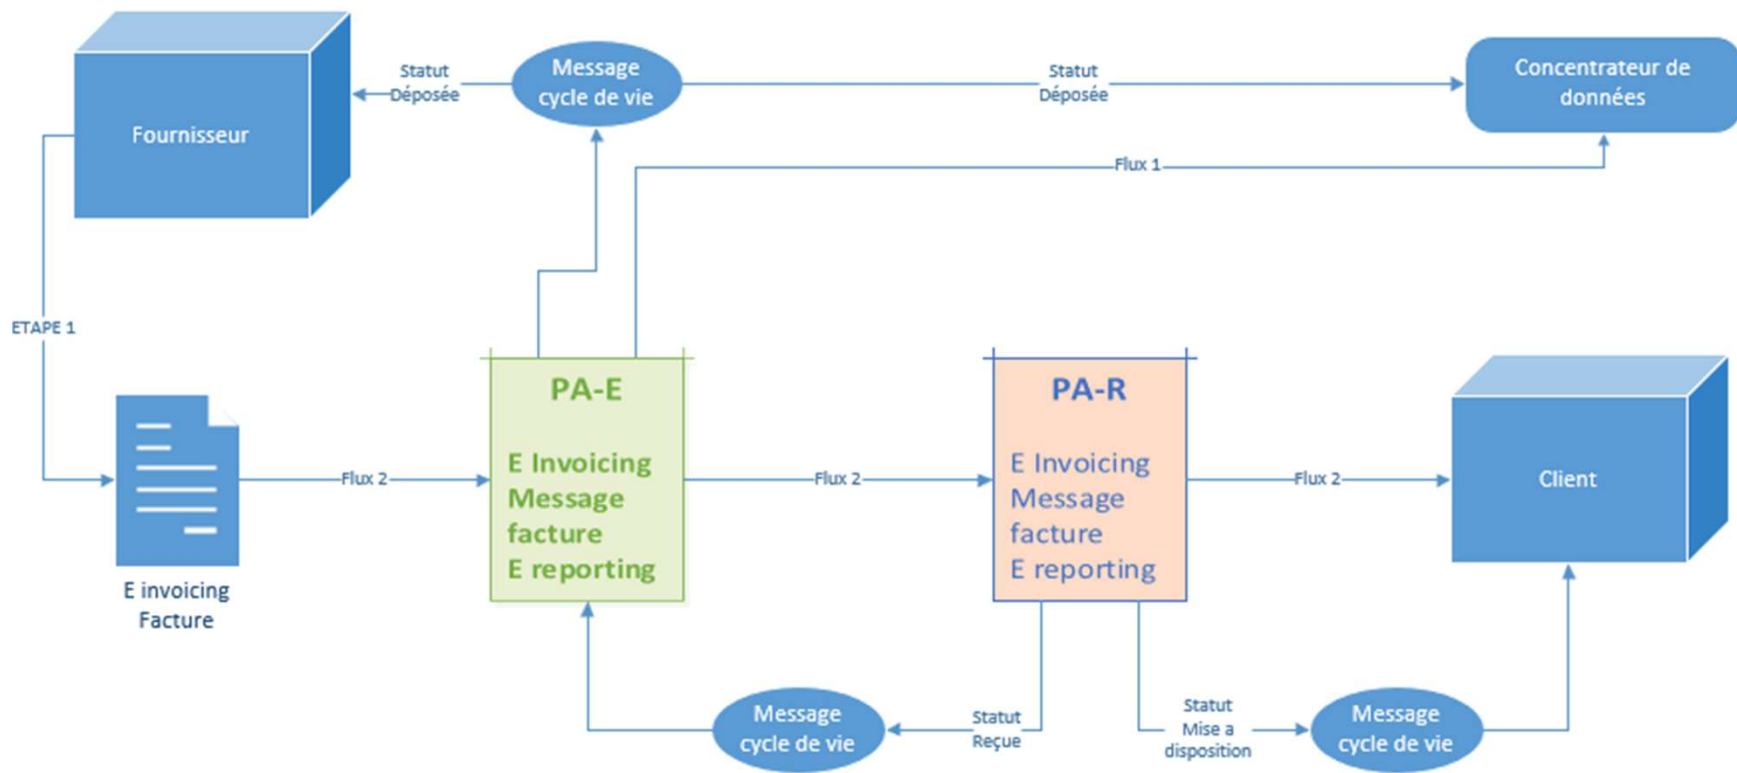 Fournisseur
Statut
Déposée
Message
cycle de vie
Statut
Déposée
Concentrateur de
données
Flux 1
ETAPE 1
E invoicing
Facture
Flux 2
PA-E
E Invoicing
Message
facture
E reporting
Flux 2
PA-R
E Invoicing
Message
facture
E reporting
Flux 2
Client
Message
cycle de vie
Statut
Reçue
Statut
Mise a
disposition
Message
cycle de vie